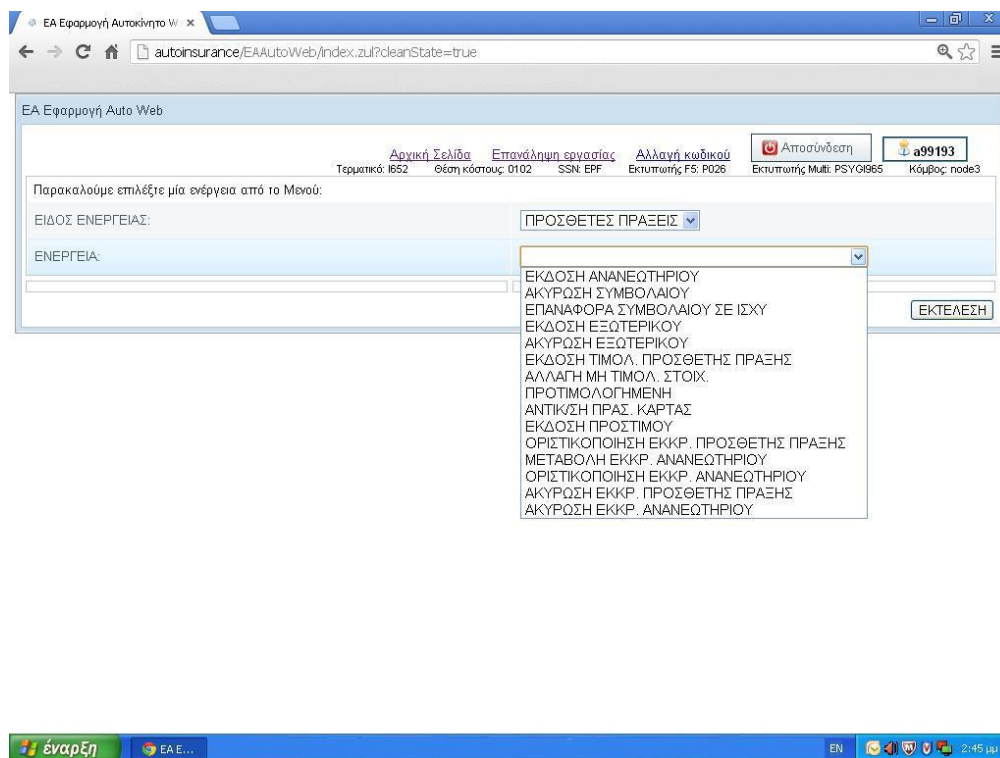 ΕΑ Εφαρμογή Αυτοκίνητο W
autoinsurance/EAAutoWeb/index.zul?cleanState=true
ΕΑ Εφαρμογή Auto Web
Αρχική Σελίδα Επανάληψη εργασίας Αλλαγή κωδικού Αποσύνδεση a99193
Τερματικό: I652 Θέση κόστους: 0102 SSN: EPF Εκτυπωτής F5: P026 Εκτυπωτής Multi: PSYGI965 Κόμβος: node3
Παρακαλούμε επιλέξτε μία ενέργεια από το Μενού:
ΕΙΔΟΣ ΕΝΕΡΓΕΙΑΣ: ΠΡΟΣΘΕΤΕΣ ΠΡΑΞΕΙΣ
ΕΝΕΡΓΕΙΑ:
ΕΚΔΟΣΗ ΑΝΑΝΕΩΤΗΡΙΟΥ
ΑΚΥΡΩΣΗ ΣΥΜΒΟΛΑΙΟΥ
ΕΠΑΝΑΦΟΡΑ ΣΥΜΒΟΛΑΙΟΥ ΣΕ ΙΣΧΥ
ΕΚΔΟΣΗ ΕΞΩΤΕΡΙΚΟΥ
ΑΚΥΡΩΣΗ ΕΞΩΤΕΡΙΚΟΥ
ΕΚΔΟΣΗ ΤΙΜΟΛ. ΠΡΟΣΘΕΤΗΣ ΠΡΑΞΗΣ
ΑΛΛΑΓΗ ΜΗ ΤΙΜΟΛ. ΣΤΟΙΧ.
ΠΡΟΤΙΜΟΛΟΓΗΜΕΝΗ
ΑΝΤΙΚ/ΣΗ ΠΡΑΣ. ΚΑΡΤΑΣ
ΕΚΔΟΣΗ ΠΡΟΣΤΙΜΟΥ
ΟΡΙΣΤΙΚΟΠΟΙΗΣΗ ΕΚΚΡ. ΠΡΟΣΘΕΤΗΣ ΠΡΑΞΗΣ
ΜΕΤΑΒΟΛΗ ΕΚΚΡ. ΑΝΑΝΕΩΤΗΡΙΟΥ
ΟΡΙΣΤΙΚΟΠΟΙΗΣΗ ΕΚΚΡ. ΑΝΑΝΕΩΤΗΡΙΟΥ
ΑΚΥΡΩΣΗ ΕΚΚΡ. ΠΡΟΣΘΕΤΗΣ ΠΡΑΞΗΣ
ΑΚΥΡΩΣΗ ΕΚΚΡ. ΑΝΑΝΕΩΤΗΡΙΟΥ
ΕΚΤΕΛΕΣΗ
έναρξη ΕΑ Ε... EN 2:45 μμ